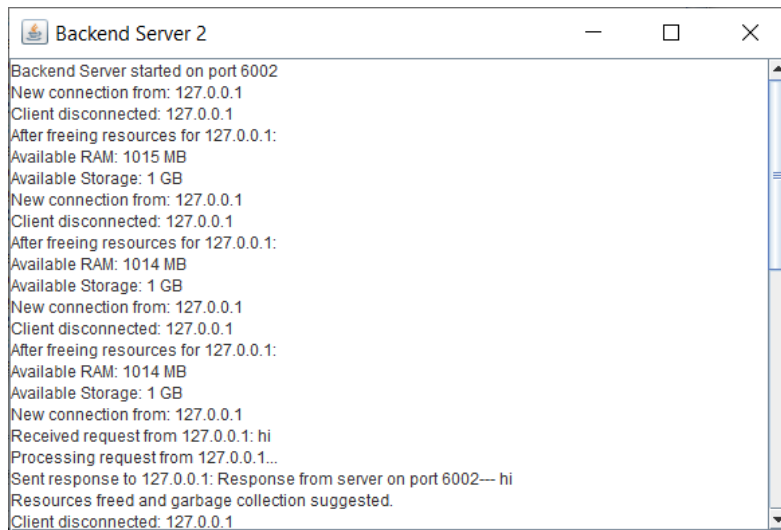 Backend Server 2
Backend Server started on port 6002
New connection from: 127.0.0.1
Client disconnected: 127.0.0.1
After freeing resources for 127.0.0.1:
Available RAM: 1015 MB
Available Storage: 1 GB
New connection from: 127.0.0.1
Client disconnected: 127.0.0.1
After freeing resources for 127.0.0.1:
Available RAM: 1014 MB
Available Storage: 1 GB
New connection from: 127.0.0.1
Client disconnected: 127.0.0.1
After freeing resources for 127.0.0.1:
Available RAM: 1014 MB
Available Storage: 1 GB
New connection from: 127.0.0.1
Received request from 127.0.0.1: hi
Processing request from 127.0.0.1...
Sent response to 127.0.0.1: Response from server on port 6002--- hi
Resources freed and garbage collection suggested.
Client disconnected: 127.0.0.1